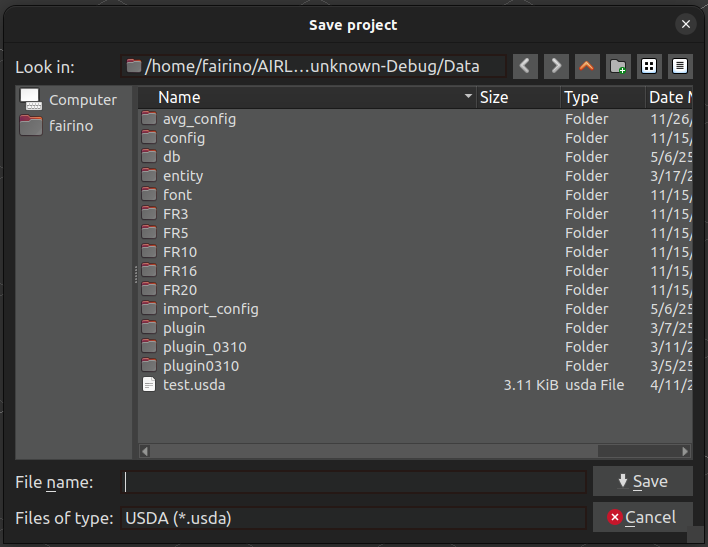 Save project
Look in: /home/fairino/AIRL...unknown-Debug/Data
Computer
fairino
Name Size Type Date M
avg_config Folder 11/26/
config Folder 11/15/
db Folder 5/6/25
entity Folder 3/17/2
font Folder 11/15/
FR3 Folder 11/15/
FR5 Folder 11/15/
FR10 Folder 11/15/
FR16 Folder 11/15/
FR20 Folder 11/15/
import_config Folder 5/6/25
plugin Folder 3/7/25
plugin_0310 Folder 3/11/2
plugin0310 Folder 3/5/25
test.usda 3.11 KiB usda File 4/11/2
File name: Save
Files of type: USDA (*.usda) Cancel